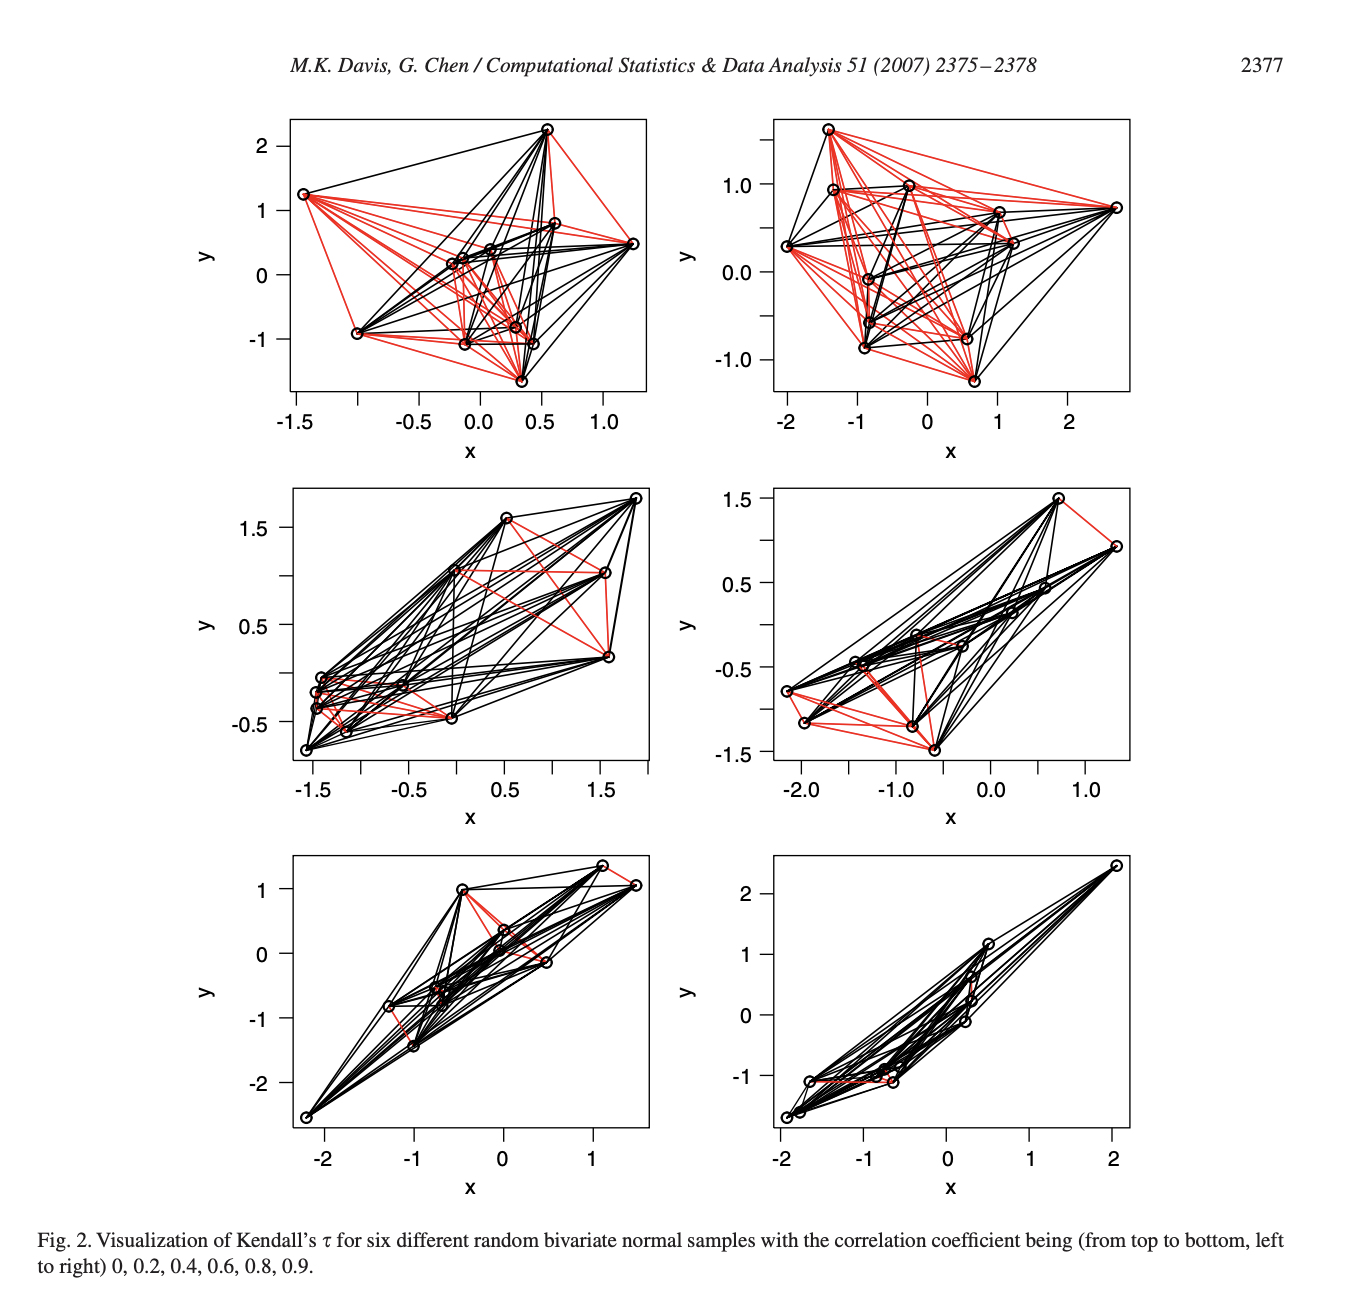 M.K. Davis, G. Chen / Computational Statistics & Data Analysis 51 (2007) 2375–2378 2377
2
1
0
-1
y
-1.5 -0.5 0.0 0.5 1.0
x
1.0
0.0
-1.0
y
-2 -1 0 1 2
x
1.5
0.5
-0.5
y
-1.5 -0.5 0.5 1.5
x
1.5
0.5
-0.5
-1.5
y
-2.0 -1.0 0.0 1.0
x
1
0
-1
-2
y
-2 -1 0 1
x
2
1
0
-1
y
-2 -1 0 1 2
x
Fig. 2. Visualization of Kendall's τ for six different random bivariate normal samples with the correlation coefficient being (from top to bottom, left
to right) 0, 0.2, 0.4, 0.6, 0.8, 0.9.